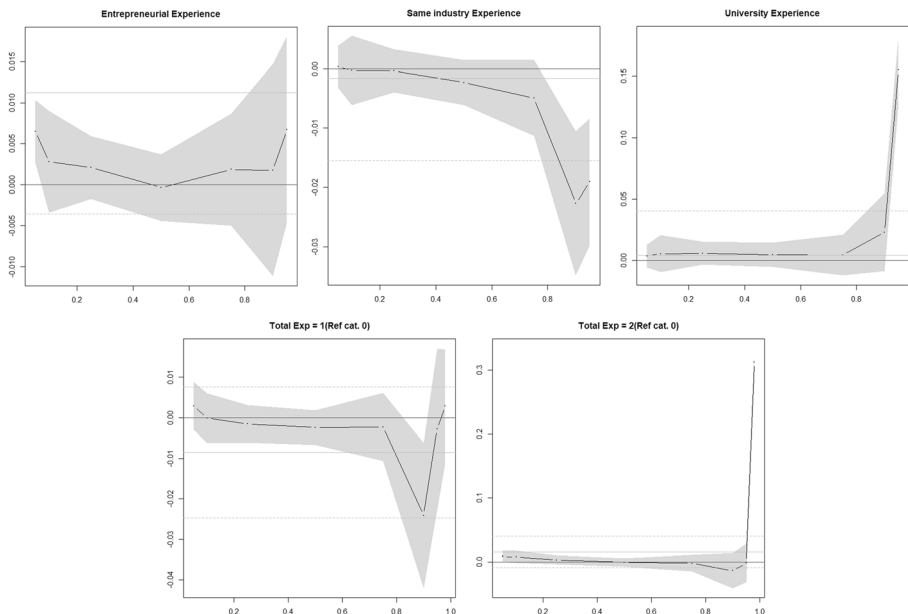 Entrepreneurial Experience
0.015
0.010
0.005
0.000
-0.005
-0.010
0.2 0.4 0.6 0.8
Same industry Experience
0.00
-0.01
-0.02
-0.03
0.2 0.4 0.6 0.8
University Experience
0.15
0.10
0.05
0.00
0.2 0.4 0.6 0.8
Total Exp = 1(Ref cat. 0)
0.01
0.00
-0.01
-0.02
-0.03
-0.04
0.2 0.4 0.6 0.8 1.0
Total Exp = 2(Ref cat. 0)
0.3
0.2
0.1
0.0
0.0 0.2 0.4 0.6 0.8 1.0